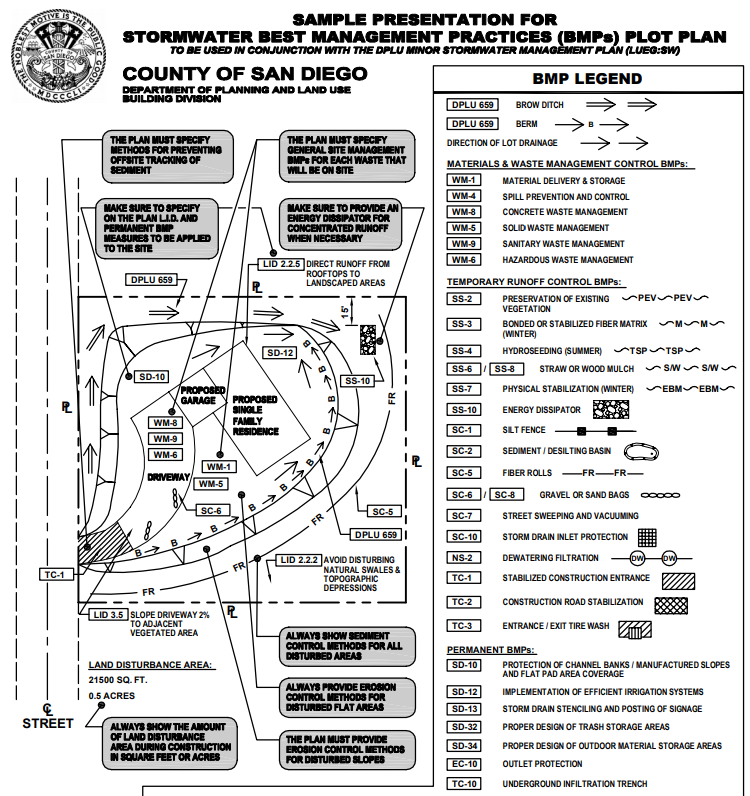 THE NOBLEST MOTIVE IS THE PUBLIC GOOD
MDCCCLI
SAMPLE PRESENTATION FOR
STORMWATER BEST MANAGEMENT PRACTICES (BMPs) PLOT PLAN
TO BE USED IN CONJUNCTION WITH THE DPLU MINOR STORMWATER MANAGEMENT PLAN (LUEG:SW)
COUNTY OF SAN DIEGO
DEPARTMENT OF PLANNING AND LAND USE
BUILDING DIVISION
THE PLAN MUST SPECIFY
METHODS FOR PREVENTING
OFFSITE TRACKING OF
SEDIMENT
THE PLAN MUST SPECIFY
GENERAL SITE MANAGEMENT
BMPs FOR EACH WASTE THAT
WILL BE ON SITE
MAKE SURE TO SPECIFY
ON THE PLAN L.I.D. AND
PERMANENT BMP
MEASURES TO BE APPLIED
TO THE SITE
MAKE SURE TO PROVIDE AN
ENERGY DISSIPATOR FOR
CONCENTRATED RUNOFF
WHEN NECESSARY
LID 2.2.5 DIRECT RUNOFF FROM
ROOFTOPS TO
LANDSCAPED AREAS
DPLU 659
PL
15'
SD-10
SD-12
SS-10
PL
PROPOSED
GARAGE
PROPOSED
SINGLE
FAMILY
RESIDENCE
FR
WM-8
WM-9
WM-6
WM-1
WM-5
DRIVEWAY
PL
SC-6
SC-5
FR
DPLU 659
B B B B B B B B B B B B
TC-1
FR
FR
LID 2.2.2 AVOID DISTURBING
NATURAL SWALES &
TOPOGRAPHIC
DEPRESSIONS
LID 3.5 SLOPE DRIVEWAY 2%
TO ADJACENT
VEGETATED AREA
PL
LAND DISTURBANCE AREA:
21500 SQ. FT.
0.5 ACRES
CL
STREET
ALWAYS SHOW THE AMOUNT
OF LAND DISTURBANCE
AREA DURING CONSTRUCTION
IN SQUARE FEET OR ACRES
ALWAYS SHOW SEDIMENT
CONTROL METHODS FOR ALL
DISTURBED AREAS
ALWAYS PROVIDE EROSION
CONTROL METHODS FOR
DISTURBED FLAT AREAS
THE PLAN MUST PROVIDE
EROSION CONTROL METHODS
FOR DISTURBED SLOPES
BMP LEGEND
DPLU 659 BROW DITCH
DPLU 659 BERM B
DIRECTION OF LOT DRAINAGE
MATERIALS & WASTE MANAGEMENT CONTROL BMPs:
WM-1 MATERIAL DELIVERY & STORAGE
WM-4 SPILL PREVENTION AND CONTROL
WM-8 CONCRETE WASTE MANAGEMENT
WM-5 SOLID WASTE MANAGEMENT
WM-9 SANITARY WASTE MANAGEMENT
WM-6 HAZARDOUS WASTE MANAGEMENT
TEMPORARY RUNOFF CONTROL BMPs:
SS-2 PRESERVATION OF EXISTING PEV PEV
VEGETATION
SS-3 BONDED OR STABILIZED FIBER MATRIX M M
(WINTER)
SS-4 HYDROSEEDING (SUMMER) TSP TSP
SS-6 / SS-8 STRAW OR WOOD MULCH S/W S/W
SS-7 PHYSICAL STABILIZATION (WINTER) EBM EBM
SS-10 ENERGY DISSIPATOR
SC-1 SILT FENCE
SC-2 SEDIMENT / DESILTING BASIN
SC-5 FIBER ROLLS FR FR
SC-6 / SC-8 GRAVEL OR SAND BAGS
SC-7 STREET SWEEPING AND VACUUMING
SC-10 STORM DRAIN INLET PROTECTION
NS-2 DEWATERING FILTRATION DW DW
TC-1 STABILIZED CONSTRUCTION ENTRANCE
TC-2 CONSTRUCTION ROAD STABILIZATION
TC-3 ENTRANCE / EXIT TIRE WASH
PERMANENT BMPs:
SD-10 PROTECTION OF CHANNEL BANKS / MANUFACTURED SLOPES
AND FLAT PAD AREA COVERAGE
SD-12 IMPLEMENTATION OF EFFICIENT IRRIGATION SYSTEMS
SD-13 STORM DRAIN STENCILING AND POSTING OF SIGNAGE
SD-32 PROPER DESIGN OF TRASH STORAGE AREAS
SD-34 PROPER DESIGN OF OUTDOOR MATERIAL STORAGE AREAS
EC-10 OUTLET PROTECTION
TC-10 UNDERGROUND INFILTRATION TRENCH